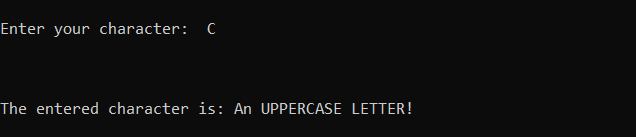 Enter your character:  C
The entered character is: An UPPERCASE LETTER!